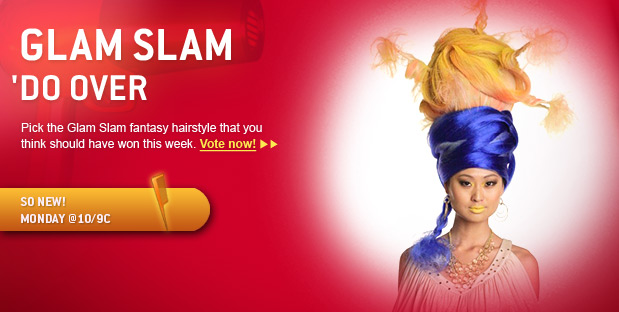 GLAM SLAM
'DO OVER
Pick the Glam Slam fantasy hairstyle that you
think should have won this week. Vote now!
SO NEW!
MONDAY @10/9C